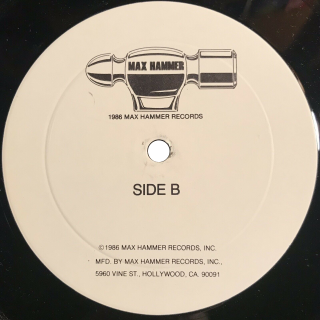 MAX HAMMER
1986 MAX HAMMER RECORDS
SIDE B
©1986 MAX HAMMER RECORDS, INC.
MFD. BY MAX HAMMER RECORDS, INC.,
5960 VINE ST., HOLLYWOOD, CA. 90091